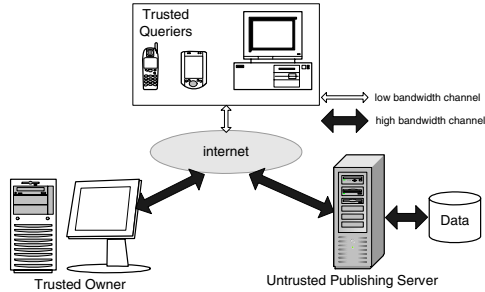 Trusted
Queriers
low bandwidth channel
high bandwidth channel
internet
Data
Trusted Owner
Untrusted Publishing Server